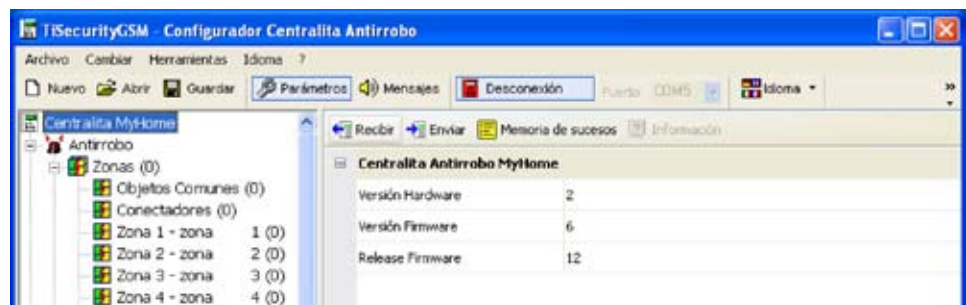 TiSecurityGSM - Configurador Centralita Antirrobo
Archivo Cambiar Herramientas Idioma ?
Nuevo Abrir Guardar Parámetros Mensajes Desconexión Puerto COM5 Idioma »
Centralita MyHome
Antirrobo
Zonas (0)
Objetos Comunes (0)
Conectadores (0)
Zona 1 - zona 1 (0)
Zona 2 - zona 2 (0)
Zona 3 - zona 3 (0)
Zona 4 - zona 4 (0)
Recibir Enviar Memoria de sucesos Información
Centralita Antirrobo MyHome
Versión Hardware 2
Versión Firmware 6
Release Firmware 12